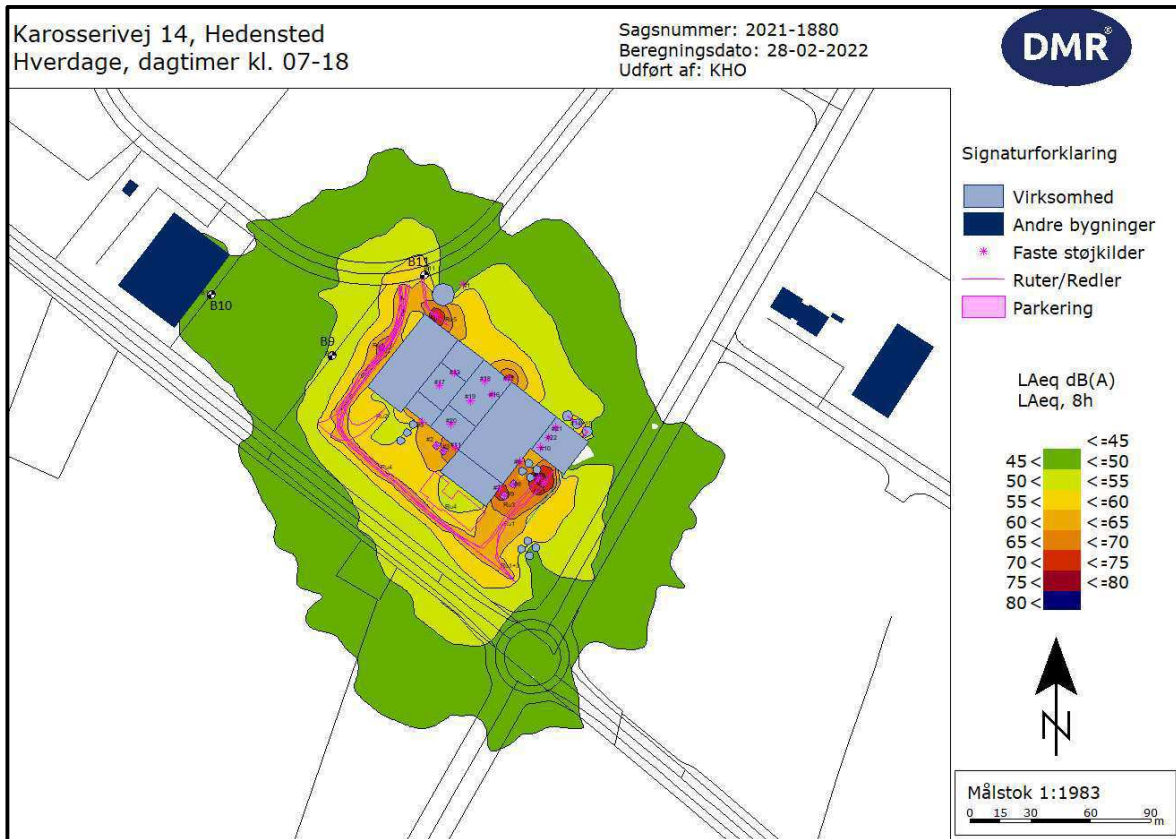 Karosserivej 14, Hedensted
Hverdage, dagtimer kl. 07-18
Sagsnummer: 2021-1880
Beregningsdato: 28-02-2022
Udført af: KHO
DMR®
Signaturforklaring
Virksomhed
Andre bygninger
Faste støjkilder
Ruter/Redler
Parkering
LAeq dB(A)
LAeq, 8h
<=45
45 < <=50
50 < <=55
55 < <=60
60 < <=65
65 < <=70
70 < <=75
75 < <=80
80 <
N
Målstok 1:1983
0 15 30 60 90
m
B11
B10
B9